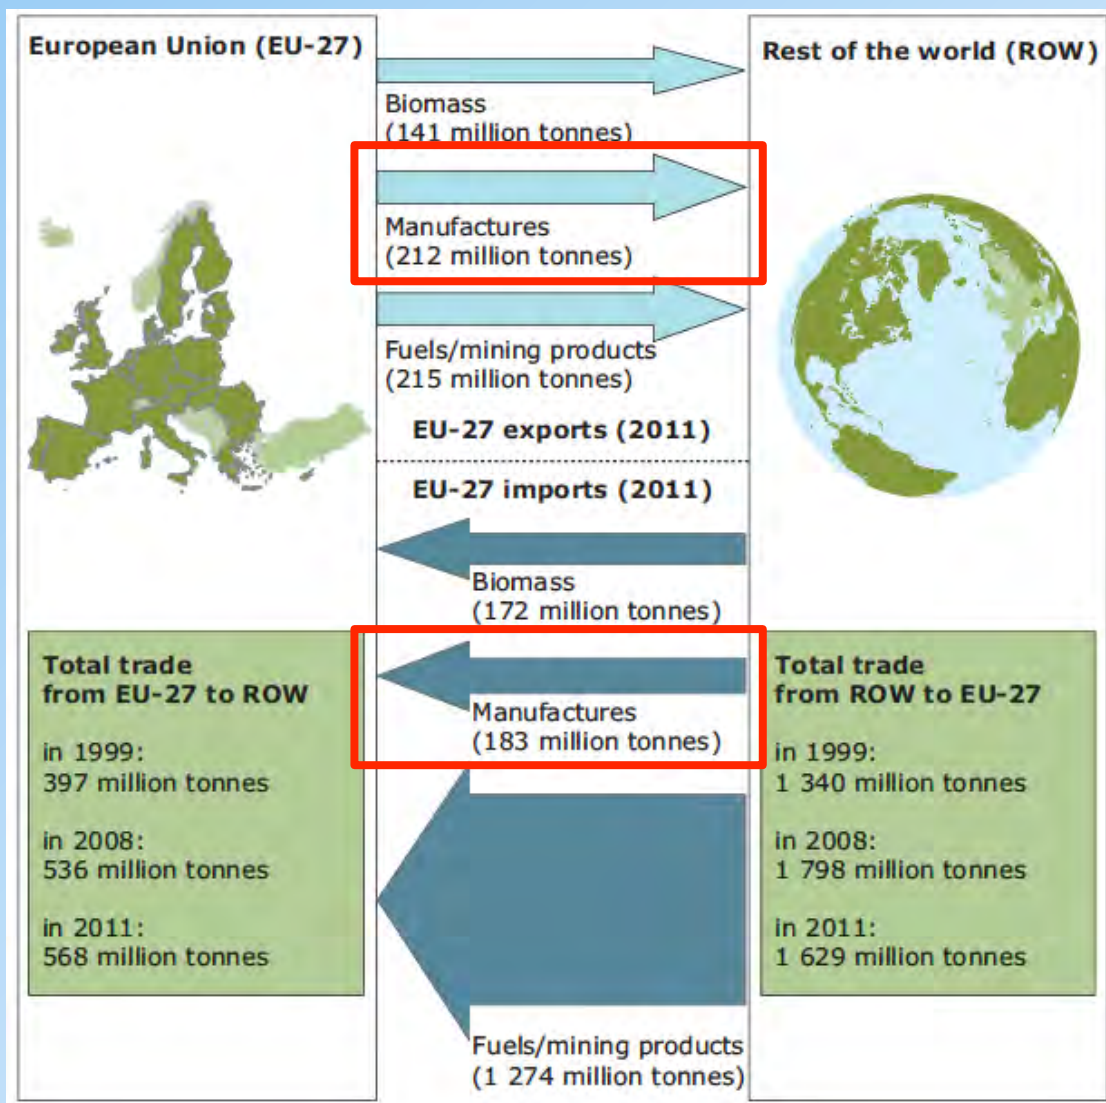 European Union (EU-27)
Rest of the world (ROW)
Biomass
(141 million tonnes)
Manufactures
(212 million tonnes)
Fuels/mining products
(215 million tonnes)
EU-27 exports (2011)
EU-27 imports (2011)
Biomass
(172 million tonnes)
Manufactures
(183 million tonnes)
Fuels/mining products
(1 274 million tonnes)
Total trade
from EU-27 to ROW
in 1999:
397 million tonnes
in 2008:
536 million tonnes
in 2011:
568 million tonnes
Total trade
from ROW to EU-27
in 1999:
1 340 million tonnes
in 2008:
1 798 million tonnes
in 2011:
1 629 million tonnes